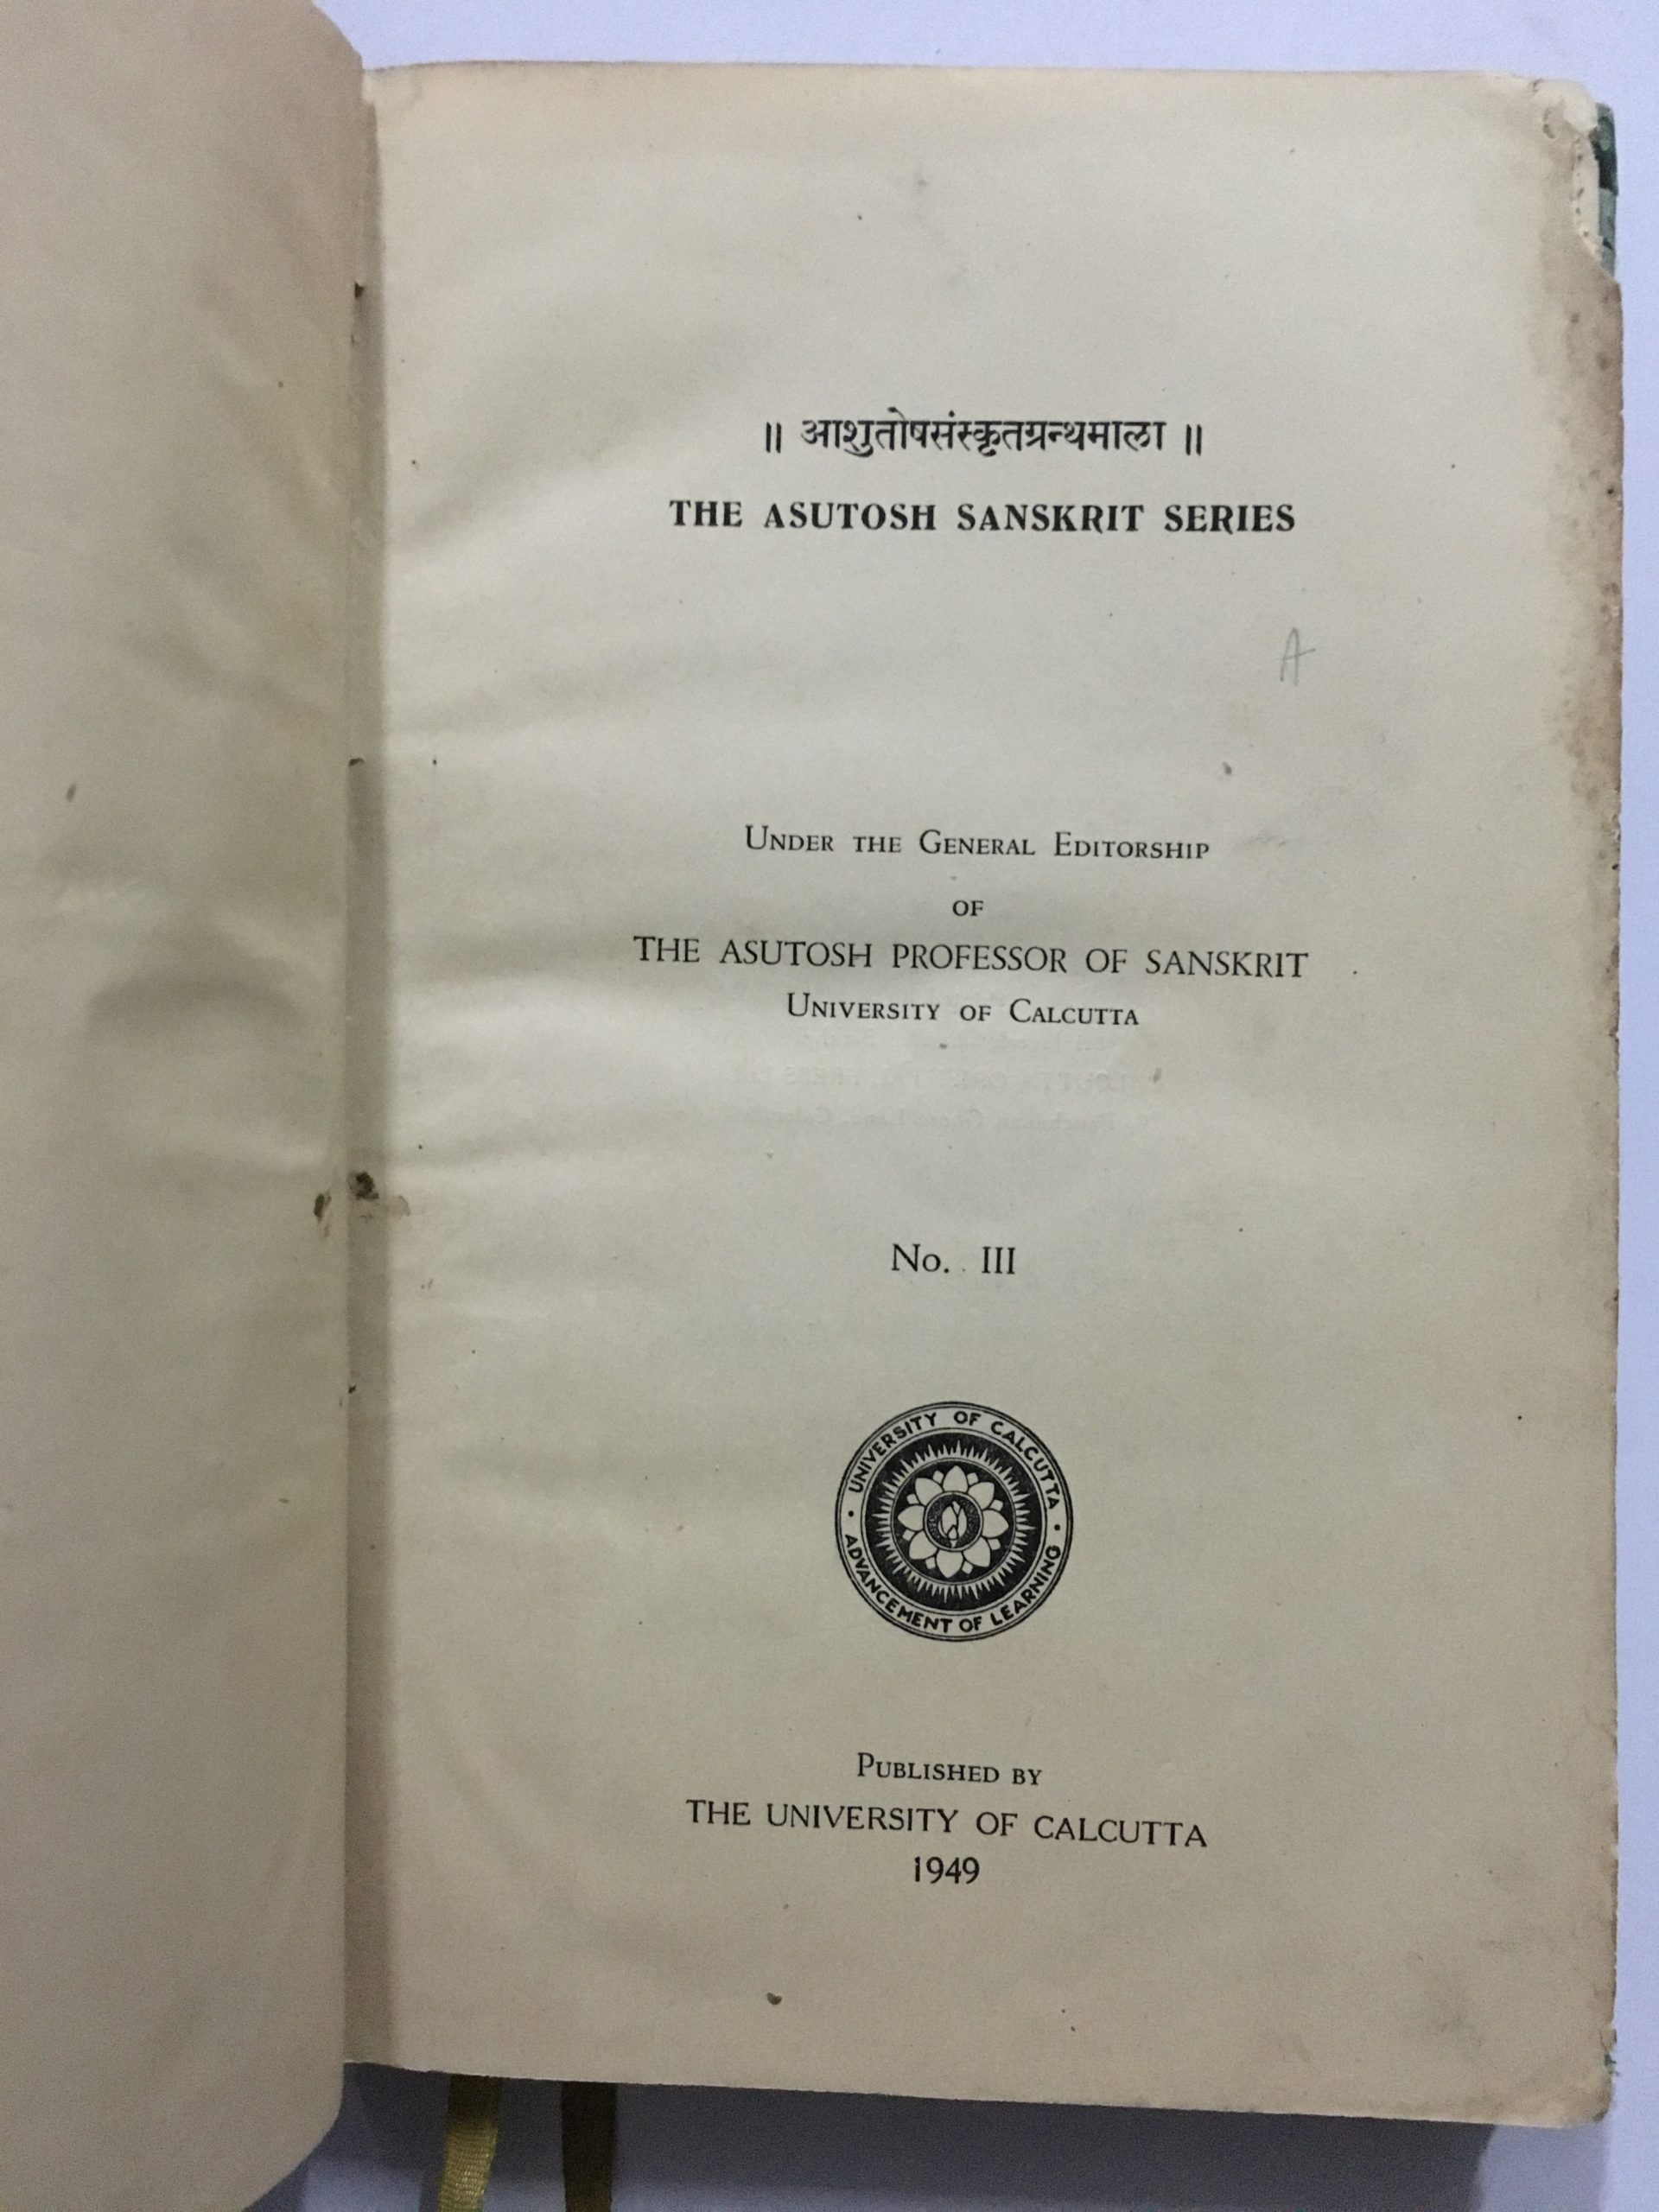 ॥ आशुतोषसंस्कृतग्रन्थमाला ॥
THE ASUTOSH SANSKRIT SERIES
A
UNDER THE GENERAL EDITORSHIP
OF
THE ASUTOSH PROFESSOR OF SANSKRIT
UNIVERSITY OF CALCUTTA
No. III
UNIVERSITY OF CALCUTTA
ADVANCEMENT OF LEARNING
PUBLISHED BY
THE UNIVERSITY OF CALCUTTA
1949